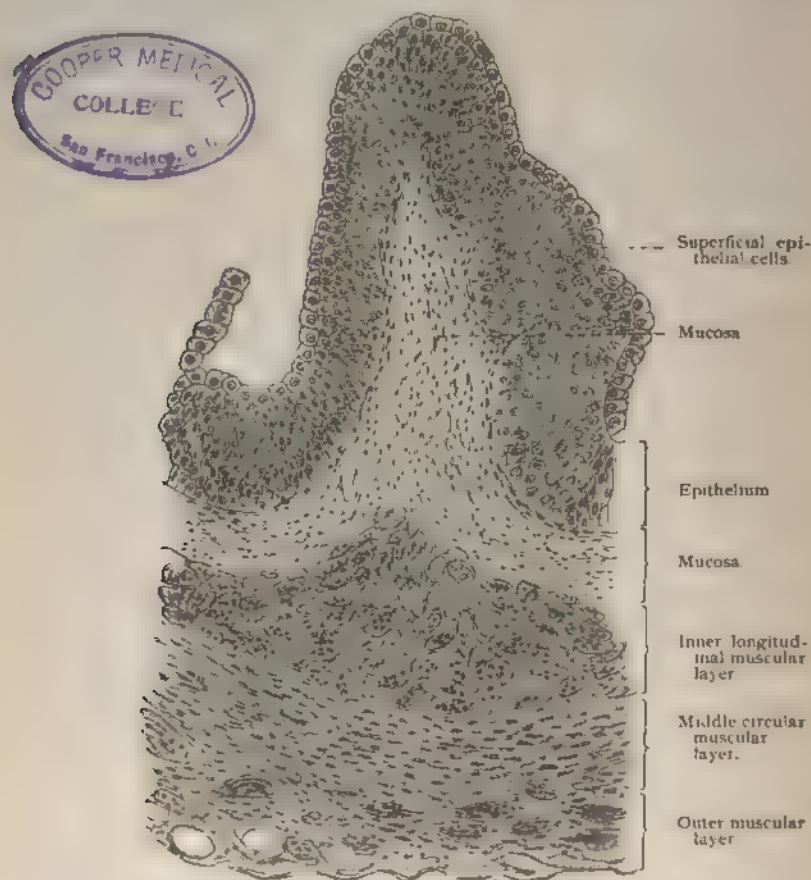 COOPER MEDICAL
COLLEGE
San Francisco,
Superficial epi-
thelial cells.
Mucosa
Epithelium
Mucosa.
Inner longitud-
inal muscular
layer
Middle circular
muscular
layer.
Outer muscular
layer